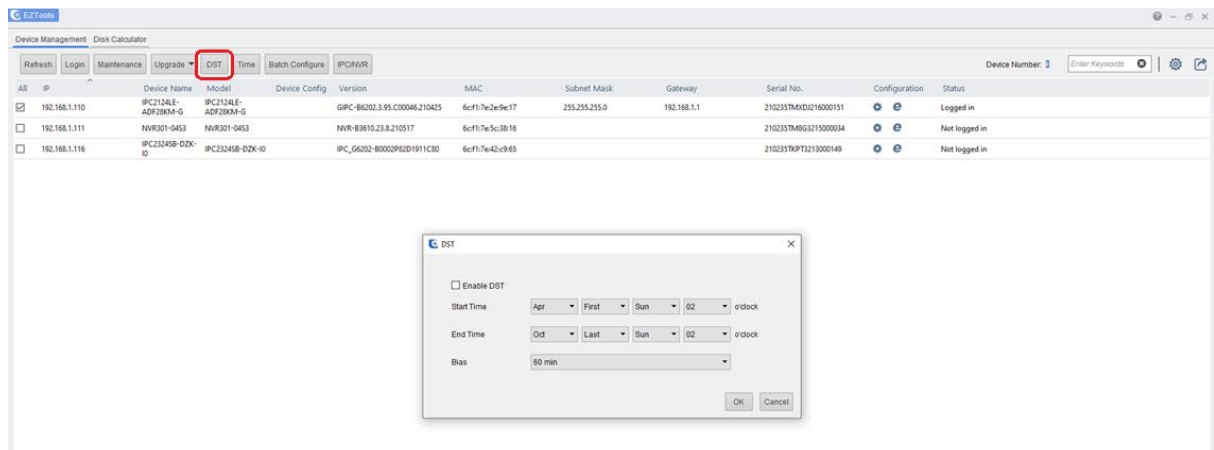 EZTools
Device Management Disk Calculator
Refresh Login Maintenance Upgrade DST Time Batch Configure IPC/NVR Device Number: 3 Enter Keywords
All IP Device Name Model Device Config Version MAC Subnet Mask Gateway Serial No. Configuration Status
192.168.1.110 IPC2124LE-ADF28KM-G IPC2124LE-ADF28KM-G GIPC-B6202.3.95.C00046.210425 6c:f1:7e:2e:9e:17 255.255.255.0 192.168.1.1 210235TMXDJ216000151 Logged in
192.168.1.111 NVR301-04S3 NVR301-04S3 NVR-B3610.23.8.210517 6c:f1:7e:5c:38:16 210235TM8G3215000034 Not logged in
192.168.1.116 IPC2324SB-DZK-I0 IPC2324SB-DZK-I0 IPC_G6202-B0002P82D1911C80 6c:f1:7e:42:c9:65 210235TKPT3213000149 Not logged in
DST
Enable DST
Start Time Apr First Sun 02 o'clock
End Time Oct Last Sun 02 o'clock
Bias 60 min
OK Cancel